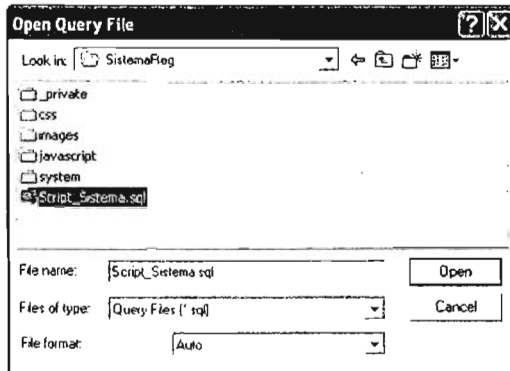 Open Query File
Look in: SistemaReg
_private
css
images
javascript
system
Script_Sistema.sql
File name: Script_Sistema.sql Open
Files of type: Query Files (*.sql) Cancel
File format: Auto